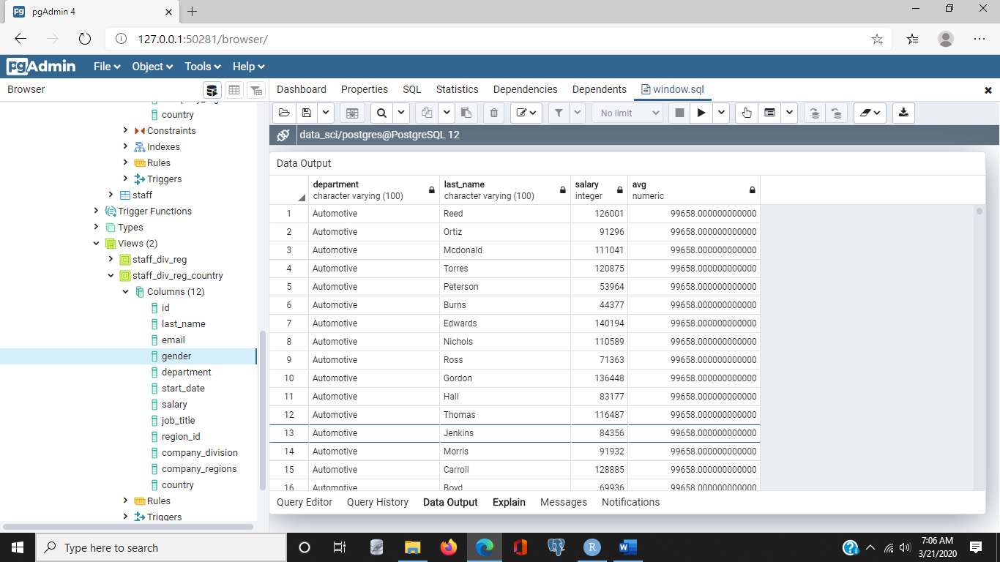 pgAdmin 4
127.0.0.1:50281/browser/
pgAdmin File Object Tools Help
Browser
Dashboard Properties SQL Statistics Dependencies Dependents window.sql
No limit
data_sci/postgres@PostgreSQL 12
country
Constraints
Indexes
Rules
Triggers
staff
Trigger Functions
Types
Views (2)
staff_div_reg
staff_div_reg_country
Columns (12)
id
last_name
email
gender
department
start_date
salary
job_title
region_id
company_division
company_regions
country
Rules
Triggers
Data Output
department last_name salary avg
character varying (100) character varying (100) integer numeric
1 Automotive Reed 126001 99658.000000000000
2 Automotive Ortiz 91296 99658.000000000000
3 Automotive Mcdonald 111041 99658.000000000000
4 Automotive Torres 120875 99658.000000000000
5 Automotive Peterson 53964 99658.000000000000
6 Automotive Burns 44377 99658.000000000000
7 Automotive Edwards 140194 99658.000000000000
8 Automotive Nichols 110589 99658.000000000000
9 Automotive Ross 71363 99658.000000000000
10 Automotive Gordon 136448 99658.000000000000
11 Automotive Hall 83177 99658.000000000000
12 Automotive Thomas 116487 99658.000000000000
13 Automotive Jenkins 84356 99658.000000000000
14 Automotive Morris 91932 99658.000000000000
15 Automotive Carroll 128885 99658.000000000000
16 Automotive Boyd 69936 99658.000000000000
Query Editor Query History Data Output Explain Messages Notifications
Type here to search
7:06 AM
3/21/2020